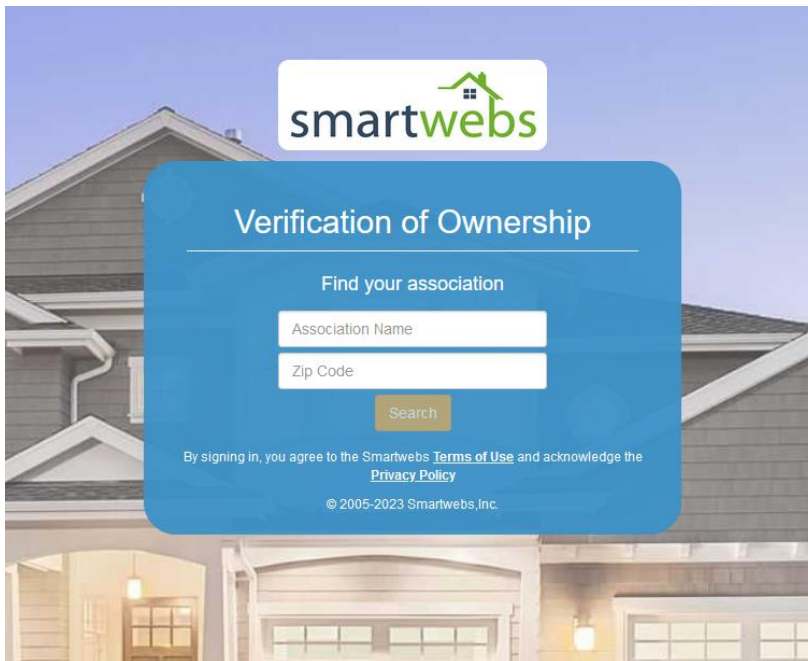 smartwebs
Verification of Ownership
Find your association
Association Name
Zip Code
Search
By signing in, you agree to the Smartwebs Terms of Use and acknowledge the
Privacy Policy
© 2005-2023 Smartwebs,Inc.